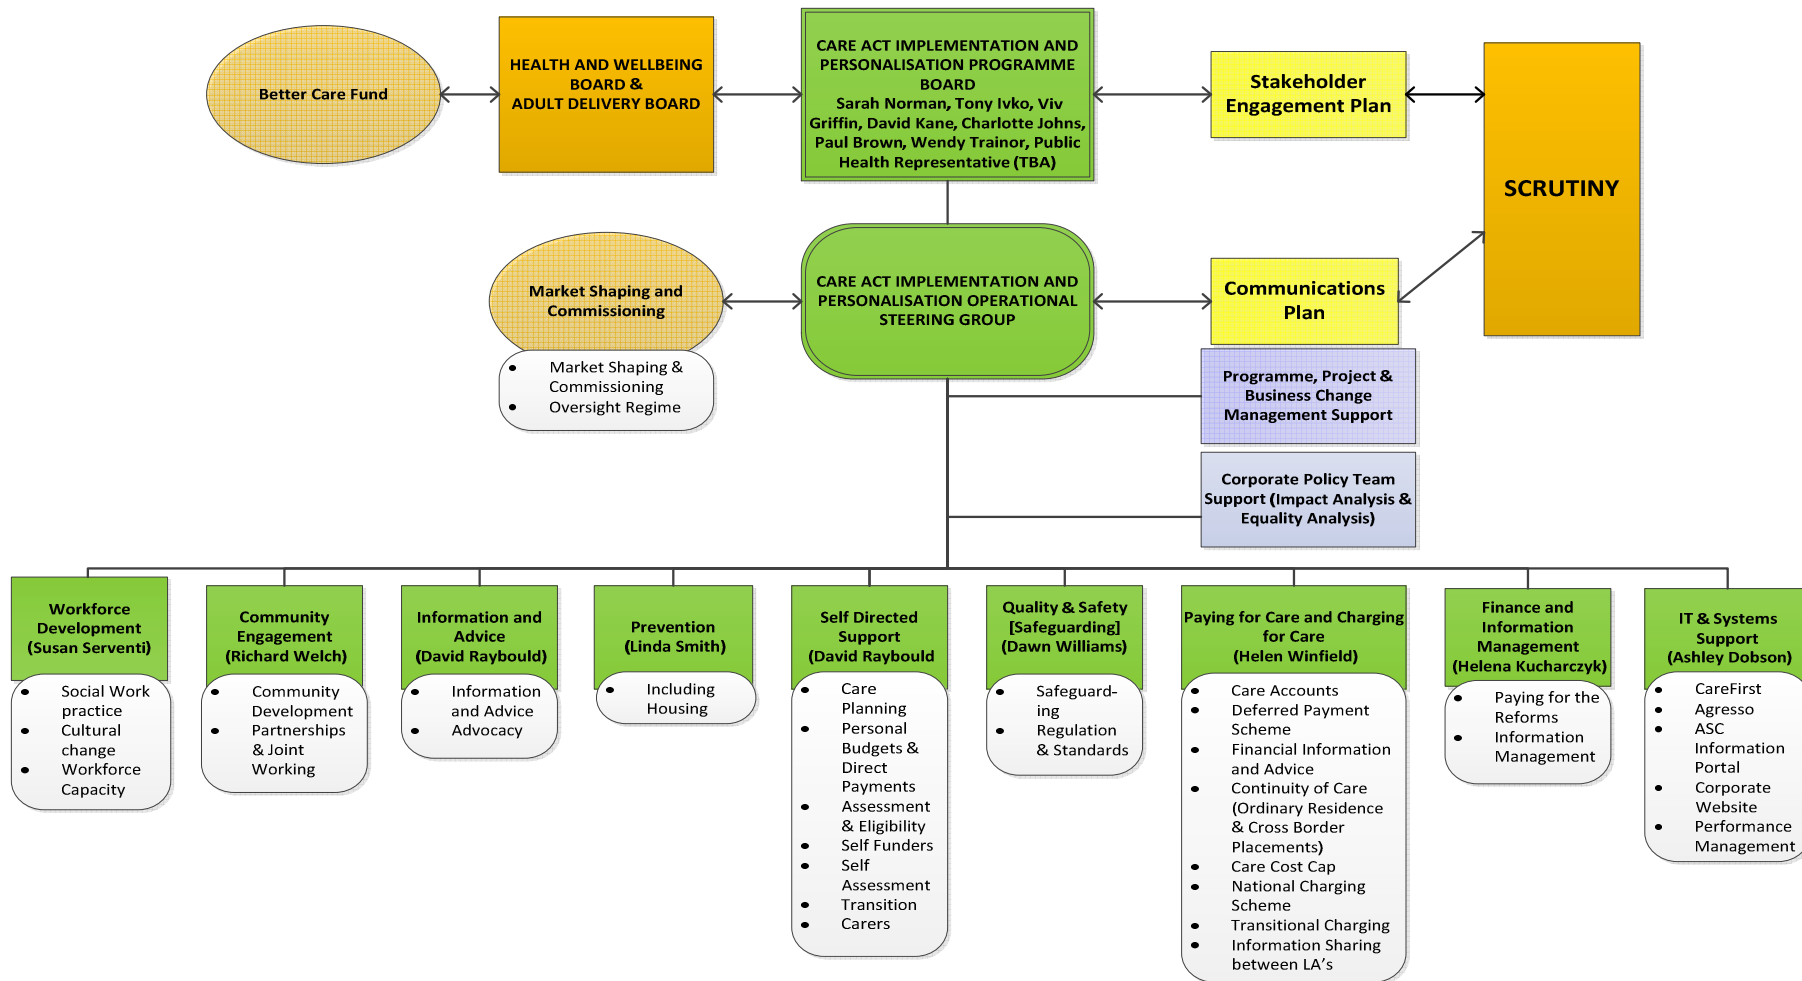 Better Care Fund
HEALTH AND WELLBEING
BOARD &
ADULT DELIVERY BOARD
CARE ACT IMPLEMENTATION AND
PERSONALISATION PROGRAMME
BOARD
Sarah Norman, Tony Ivko, Viv
Griffin, David Kane, Charlotte Johns,
Paul Brown, Wendy Trainor, Public
Health Representative (TBA)
Stakeholder
Engagement Plan
SCRUTINY
Market Shaping and
Commissioning
• Market Shaping &
Commissioning
• Oversight Regime
CARE ACT IMPLEMENTATION AND
PERSONALISATION OPERATIONAL
STEERING GROUP
Communications
Plan
Programme, Project &
Business Change
Management Support
Corporate Policy Team
Support (Impact Analysis &
Equality Analysis)
Workforce
Development
(Susan Serventi)
• Social Work
practice
• Cultural
change
• Workforce
Capacity
Community
Engagement
(Richard Welch)
• Community
Development
• Partnerships
& Joint
Working
Information and
Advice
(David Raybould)
• Information
and Advice
• Advocacy
Prevention
(Linda Smith)
• Including
Housing
Self Directed
Support
(David Raybould
• Care
Planning
• Personal
Budgets &
Direct
Payments
• Assessment
& Eligibility
• Self Funders
• Self
Assessment
• Transition
• Carers
Quality & Safety
[Safeguarding]
(Dawn Williams)
• Safeguard-
ing
• Regulation
& Standards
Paying for Care and Charging
for Care
(Helen Winfield)
• Care Accounts
• Deferred Payment
Scheme
• Financial Information
and Advice
• Continuity of Care
(Ordinary Residence
& Cross Border
Placements)
• Care Cost Cap
• National Charging
Scheme
• Transitional Charging
• Information Sharing
between LA's
Finance and
Information
Management
(Helena Kucharczyk)
• Paying for the
Reforms
• Information
Management
IT & Systems
Support
(Ashley Dobson)
• CareFirst
• Agresso
• ASC
Information
Portal
• Corporate
Website
• Performance
Management